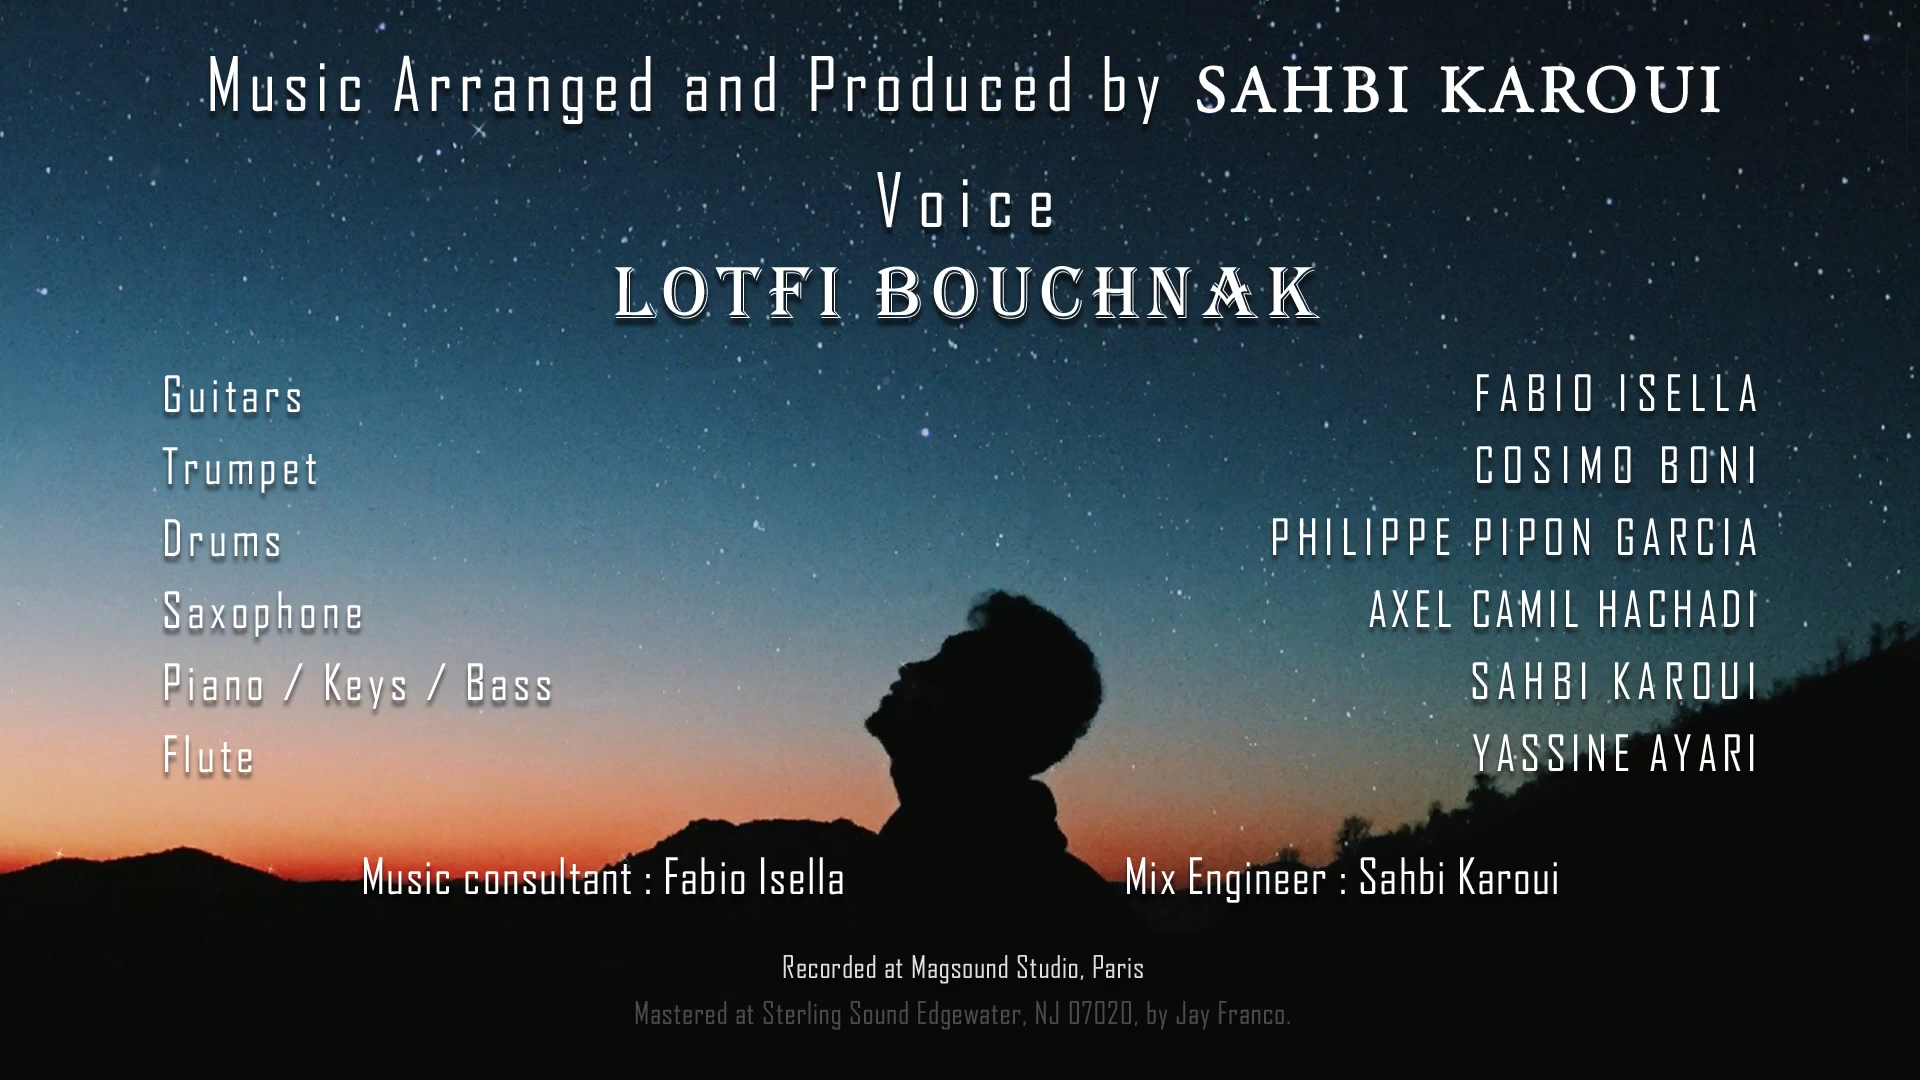 Music Arranged and Produced by SAHBI KAROUI
Voice
LOTFI BOUCHNAK
Guitars FABIO ISELLA
Trumpet COSIMO BONI
Drums PHILIPPE PIPON GARCIA
Saxophone AXEL CAMIL HACHADI
Piano / Keys / Bass SAHBI KAROUI
Flute YASSINE AYARI
Music consultant : Fabio Isella Mix Engineer : Sahbi Karoui
Recorded at Magsound Studio, Paris
Mastered at Sterling Sound Edgewater, NJ 07020, by Jay Franco.